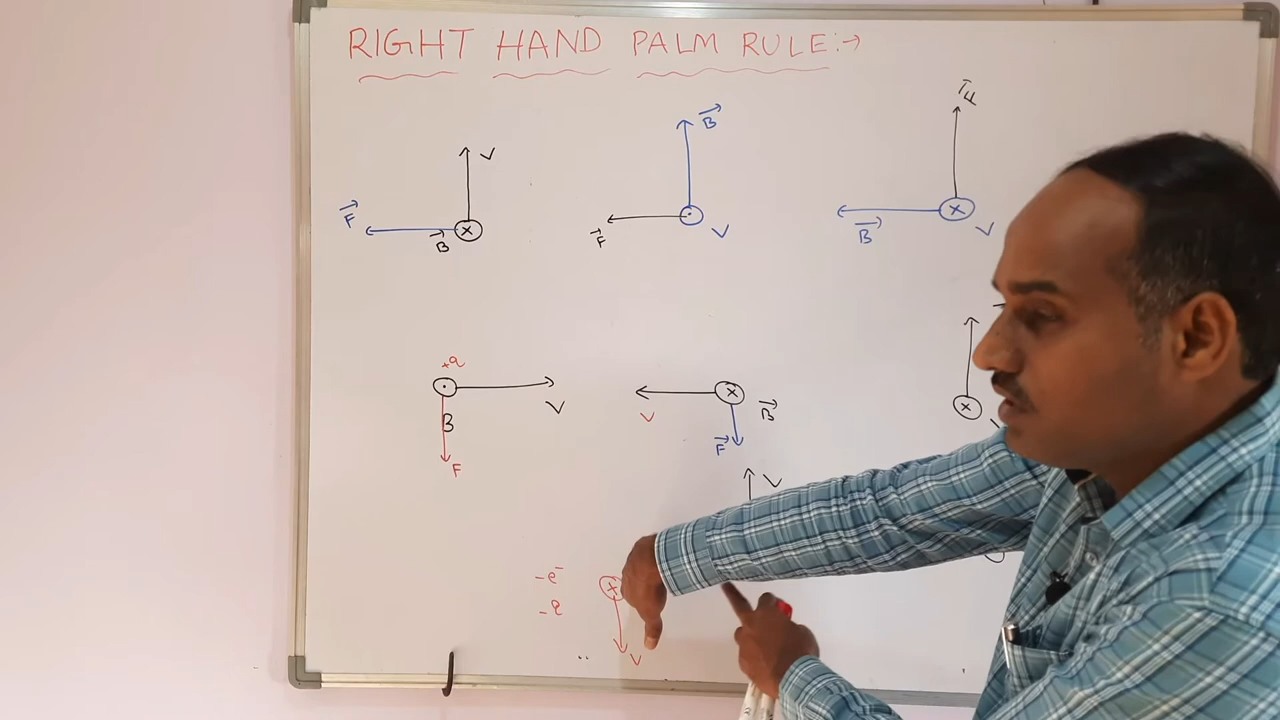 RIGHT HAND PALM RULE:→
V
F⃗
B⃗
B⃗
F⃗
V
F⃗
B⃗
V
+q
B
V
F
V
B⃗
F⃗
V
-e⁻
-q
V